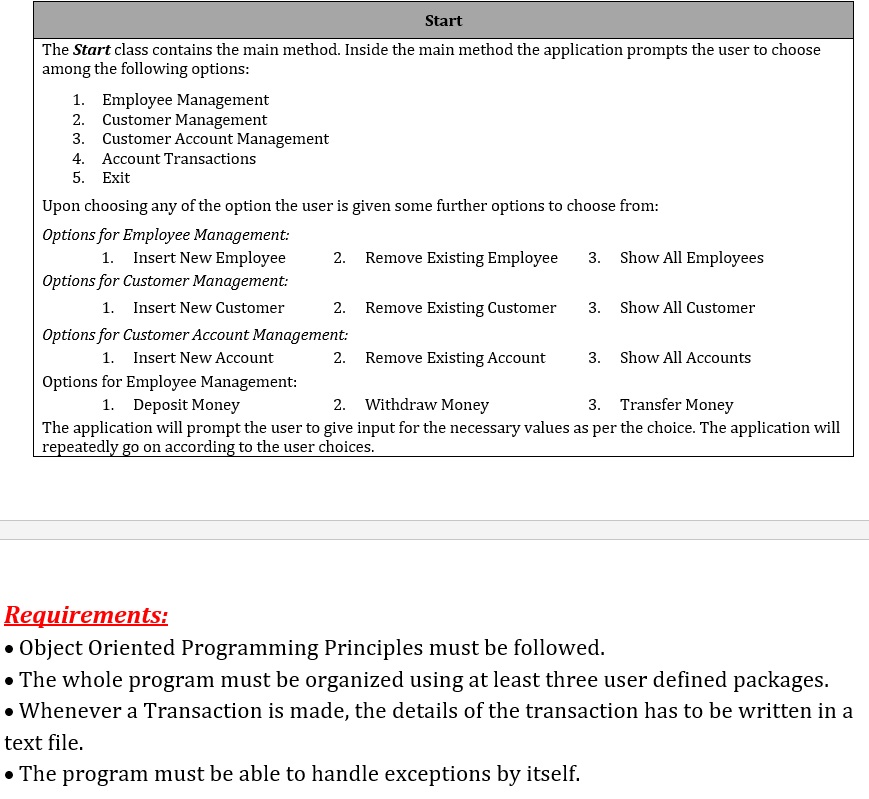 Start
The Start class contains the main method. Inside the main method the application prompts the user to choose
among the following options:
1. Employee Management
2. Customer Management
3. Customer Account Management
4. Account Transactions
5. Exit
Upon choosing any of the option the user is given some further options to choose from:
Options for Employee Management:
1. Insert New Employee 2. Remove Existing Employee 3. Show All Employees
Options for Customer Management:
1. Insert New Customer 2. Remove Existing Customer 3. Show All Customer
Options for Customer Account Management:
1. Insert New Account 2. Remove Existing Account 3. Show All Accounts
Options for Employee Management:
1. Deposit Money 2. Withdraw Money 3. Transfer Money
The application will prompt the user to give input for the necessary values as per the choice. The application will
repeatedly go on according to the user choices.
Requirements:
• Object Oriented Programming Principles must be followed.
• The whole program must be organized using at least three user defined packages.
• Whenever a Transaction is made, the details of the transaction has to be written in a
text file.
• The program must be able to handle exceptions by itself.